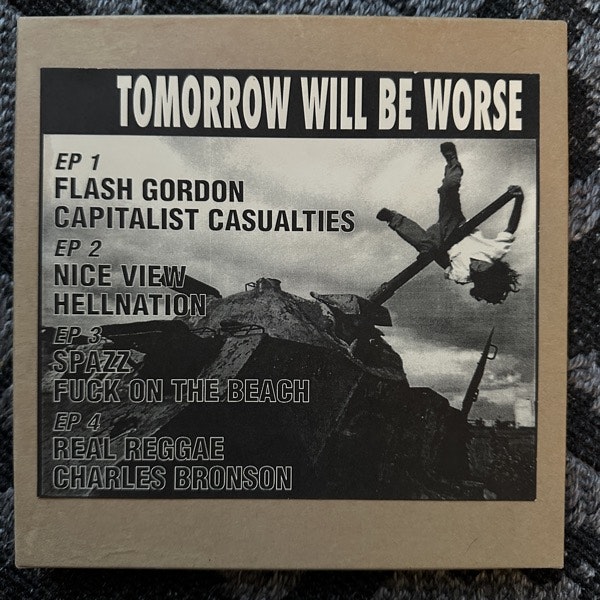 TOMORROW WILL BE WORSE
EP 1
FLASH GORDON
CAPITALIST CASUALTIES
EP 2
NICE VIEW
HELLNATION
EP 3
SPAZZ
FUCK ON THE BEACH
EP 4
REAL REGGAE
CHARLES BRONSON